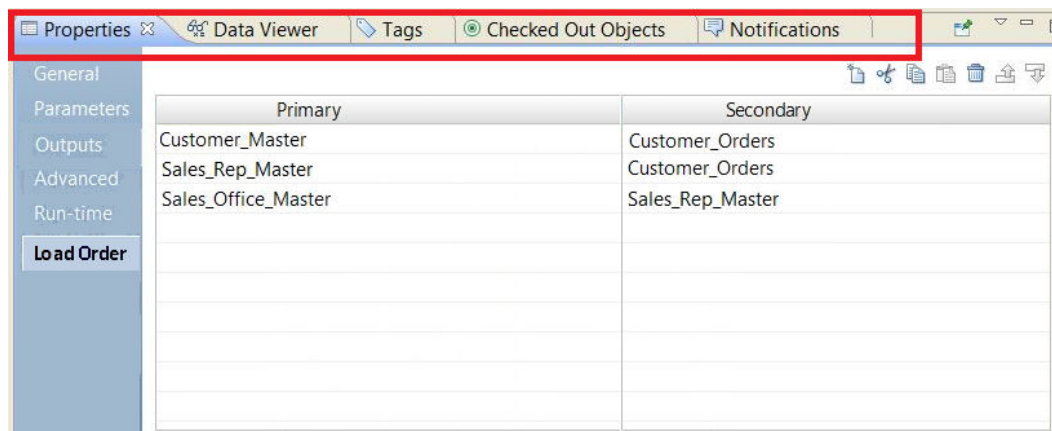 Properties Data Viewer Tags Checked Out Objects Notifications
General
Parameters
Outputs
Advanced
Run-time
Load Order
Primary Secondary
Customer_Master Customer_Orders
Sales_Rep_Master Customer_Orders
Sales_Office_Master Sales_Rep_Master